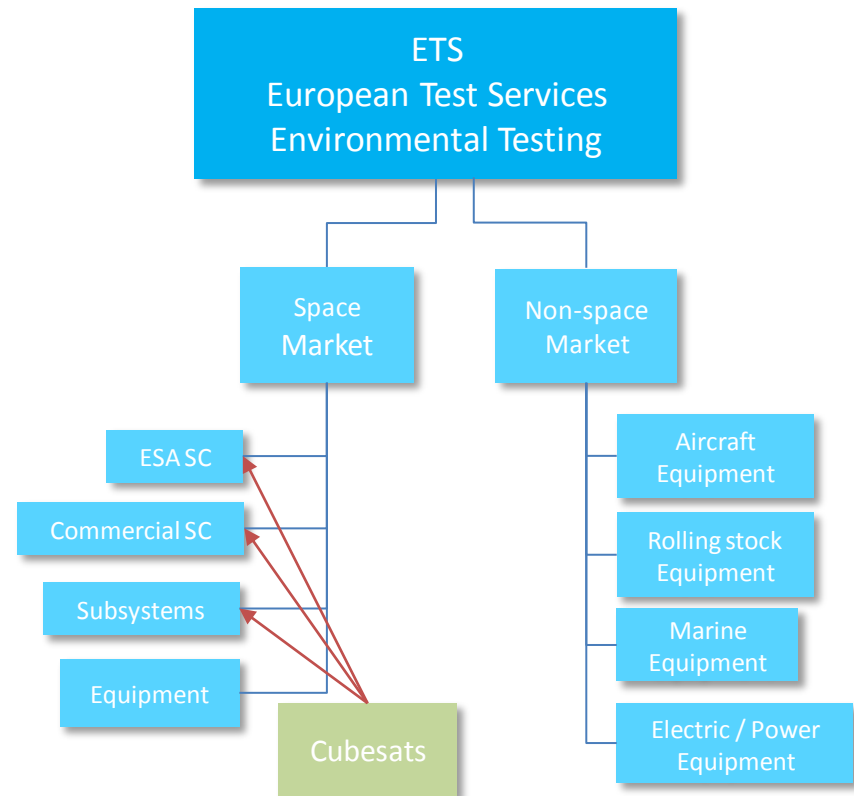 ETS
European Test Services
Environmental Testing
Space
Market
Non-space
Market
ESA SC
Commercial SC
Subsystems
Equipment
Cubesats
Aircraft
Equipment
Rolling stock
Equipment
Marine
Equipment
Electric / Power
Equipment